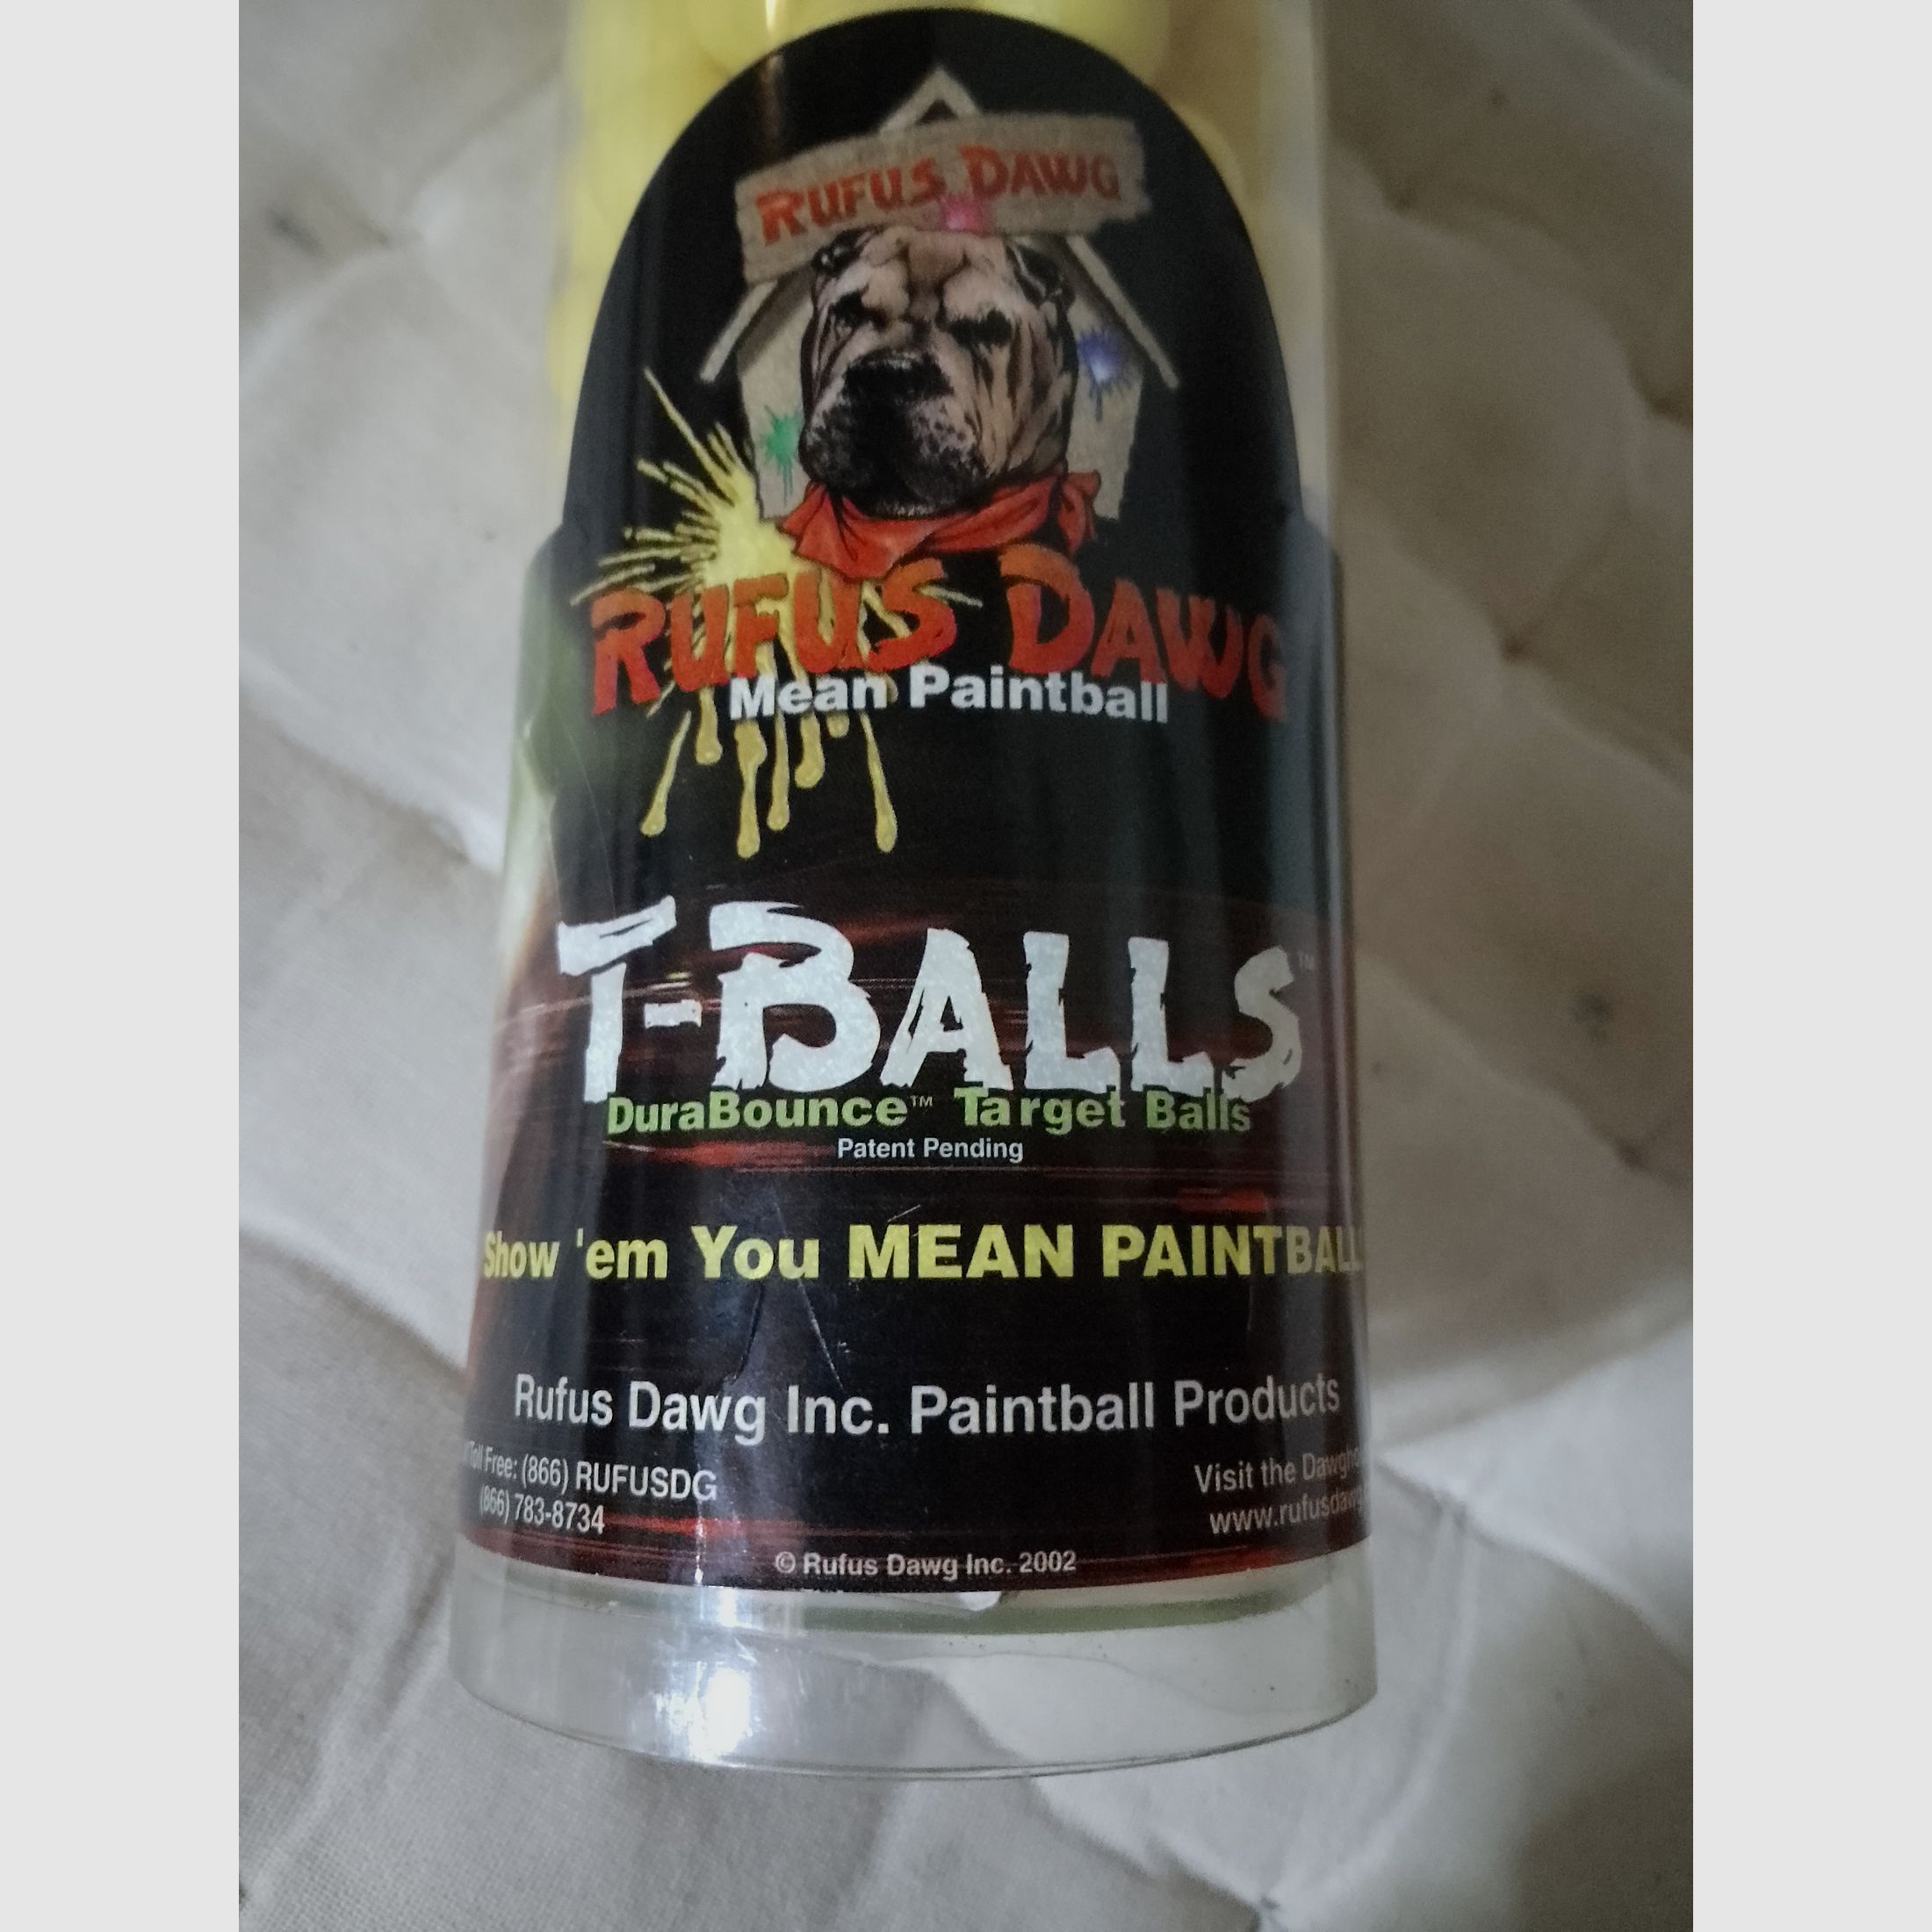 RUFUS DAWG
RUFUS DAWG
Mean Paintball
T-BALLS™
DuraBounce™ Target Balls
Patent Pending
Show 'em You MEAN PAINTBALL
Rufus Dawg Inc. Paintball Products
Toll Free: (866) RUFUSDG
(866) 783-8734
Visit the
© Rufus Dawg Inc. 2002